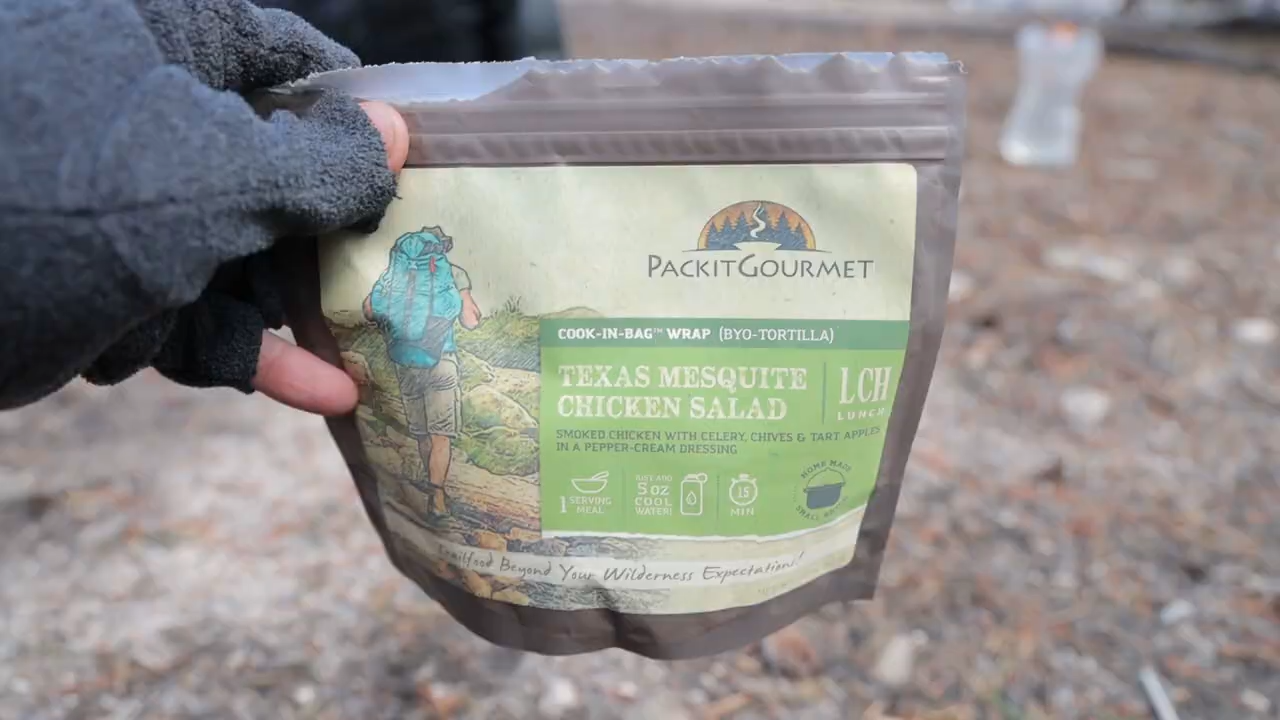 PACKITGOURMET
COOK-IN-BAG™ WRAP (BYO-TORTILLA)
TEXAS MESQUITE
CHICKEN SALAD
LCH
LUNCH
SMOKED CHICKEN WITH CELERY, CHIVES & TART APPLES
IN A PEPPER-CREAM DRESSING
1 SERVING
MEAL
JUST ADD
5 OZ
COOL
WATER!
15
MIN
HOME MADE
SMALL
Trailfood Beyond Your Wilderness Expectations!